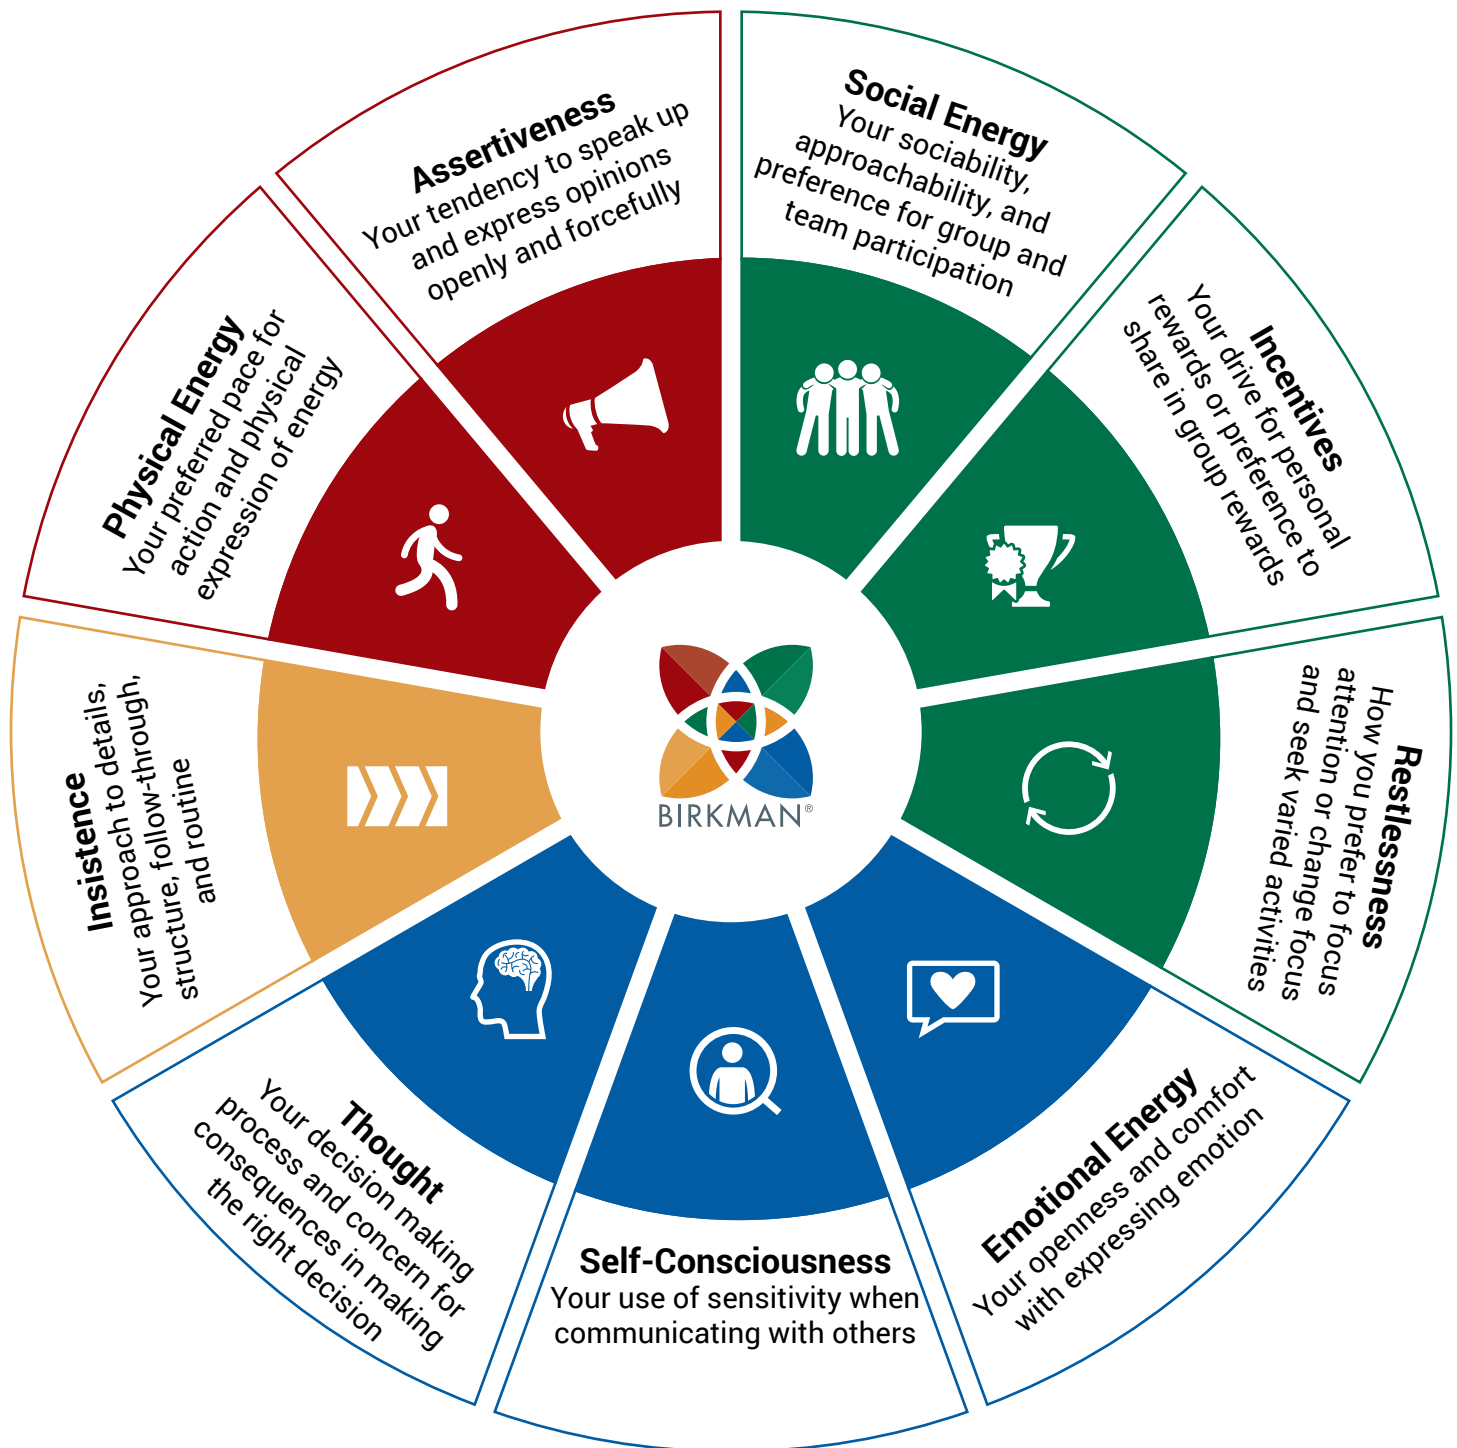 Social Energy
Your sociability,
approachability, and
preference for group and
team participation
Incentives
Your drive for personal
rewards or preference to
share in group rewards
Restlessness
How you prefer to focus
attention or change focus
and seek varied activities
Emotional Energy
Your openness and comfort
with expressing emotion
Self-Consciousness
Your use of sensitivity when
communicating with others
Thought
Your decision making
process and concern for
consequences in making
the right decision
Insistence
Your approach to details,
structure, follow-through,
and routine
Physical Energy
Your preferred pace for
action and physical
expression of energy
Assertiveness
Your tendency to speak up
and express opinions
openly and forcefully
BIRKMAN®